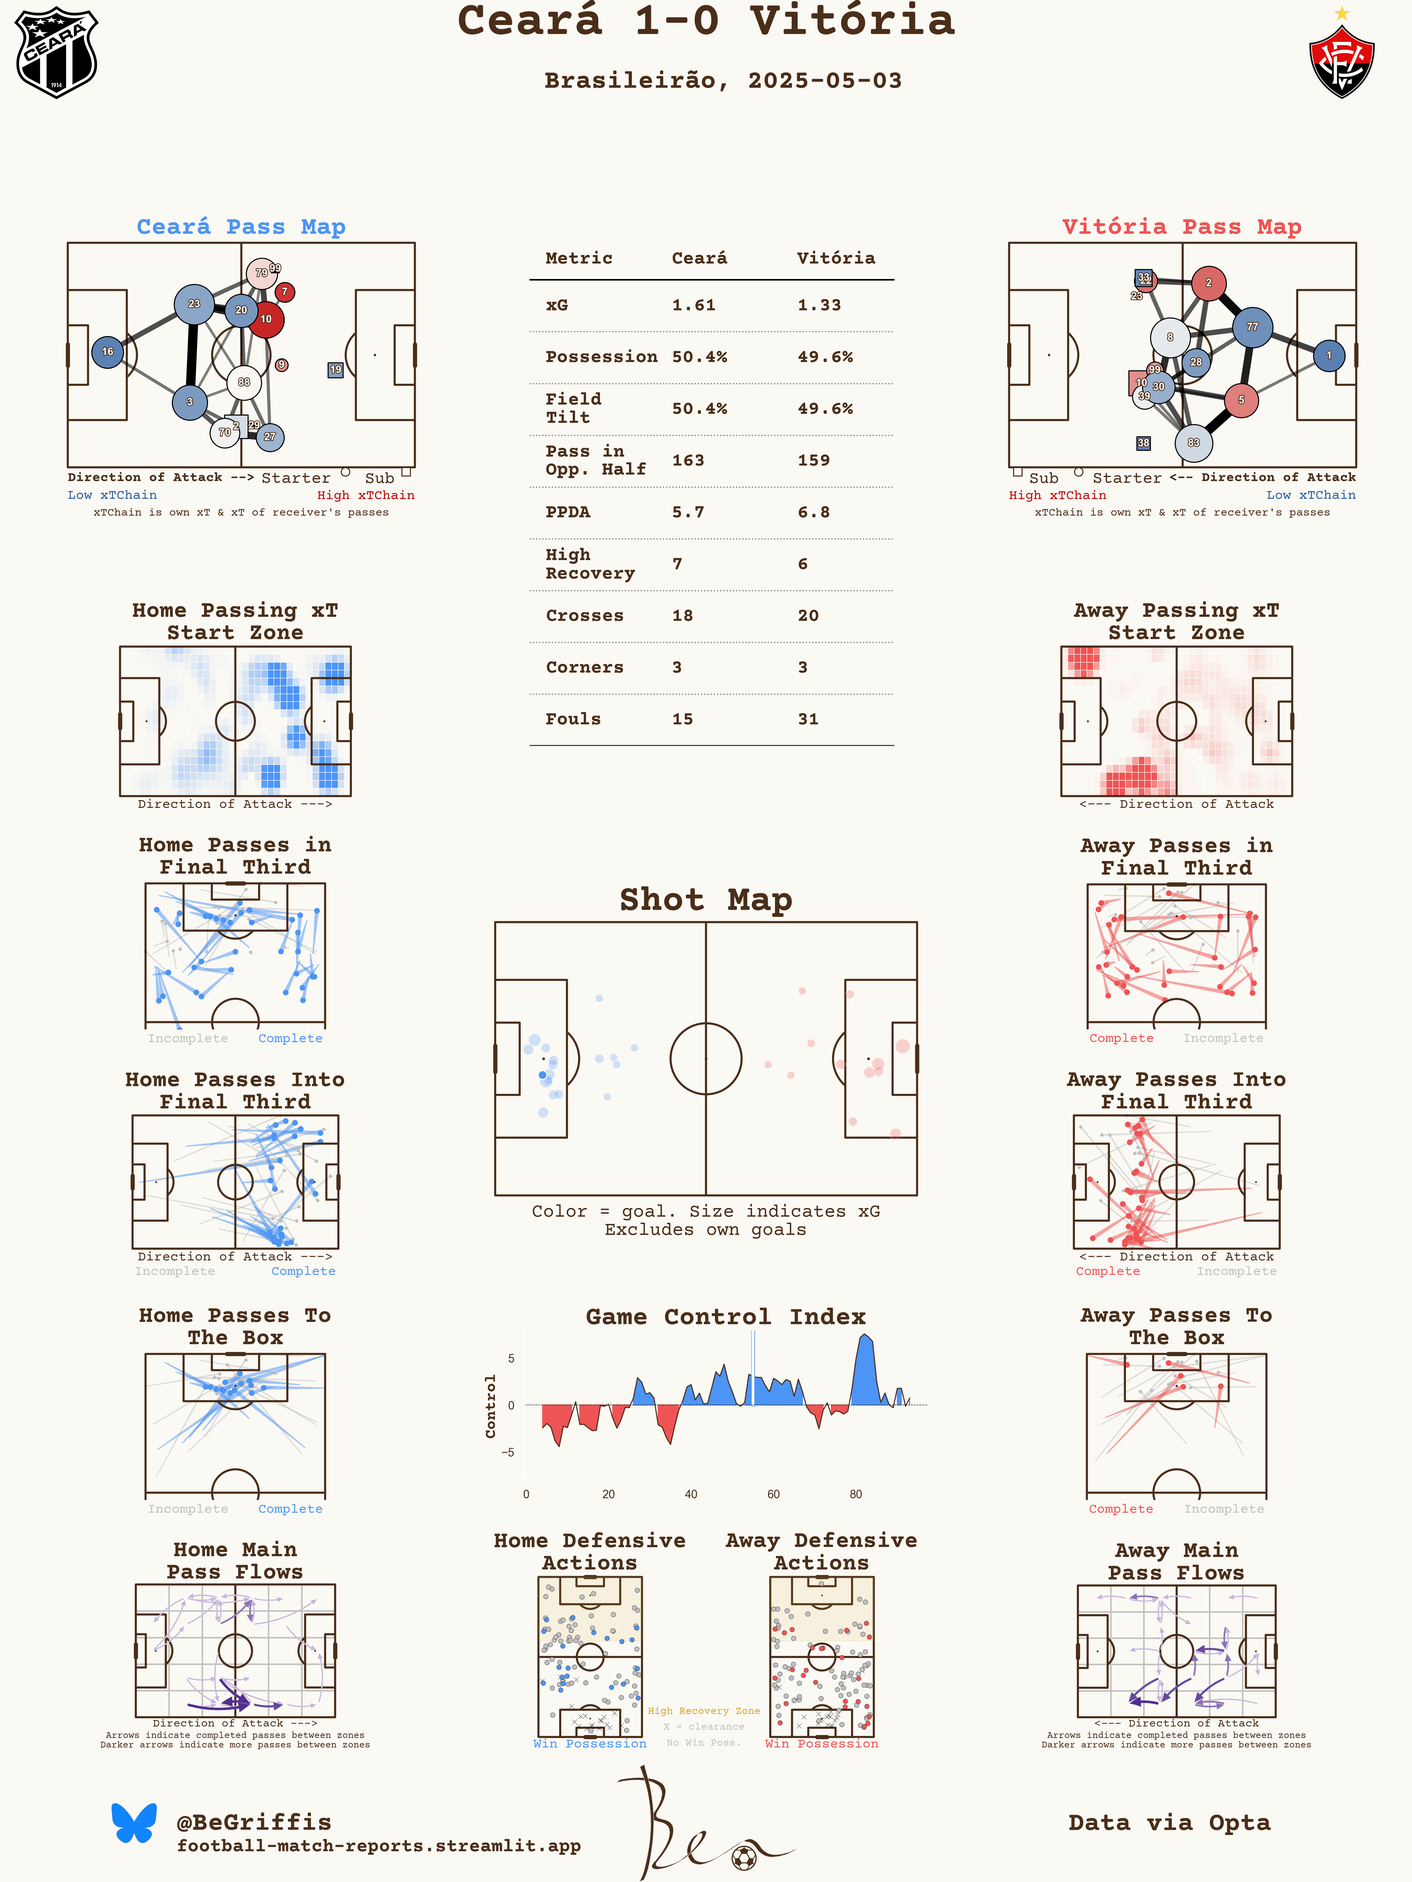 Ceará 1-0 Vitória
Brasileirão, 2025-05-03
CEARÁ
1914
Ceará Pass Map
16
23
3
20
10
79
99
7
9
88
70
2
29
27
19
Direction of Attack --> Starter Sub
Low xTChain High xTChain
xTChain is own xT & xT of receiver's passes
Metric Ceará Vitória
xG 1.61 1.33
Possession 50.4% 49.6%
Field
Tilt 50.4% 49.6%
Pass in
Opp. Half 163 159
PPDA 5.7 6.8
High
Recovery 7 6
Crosses 18 20
Corners 3 3
Fouls 15 31
Vitória Pass Map
33
23
2
8
77
28
1
99
10
30
39
5
83
38
Sub Starter <-- Direction of Attack
High xTChain Low xTChain
xTChain is own xT & xT of receiver's passes
Home Passing xT
Start Zone
Direction of Attack --->
Away Passing xT
Start Zone
<--- Direction of Attack
Home Passes in
Final Third
Incomplete Complete
Away Passes in
Final Third
Complete Incomplete
Shot Map
Color = goal. Size indicates xG
Excludes own goals
Home Passes Into
Final Third
Direction of Attack --->
Incomplete Complete
Away Passes Into
Final Third
<--- Direction of Attack
Complete Incomplete
Home Passes To
The Box
Incomplete Complete
Game Control Index
Control
5
0
−5
0 20 40 60 80
Away Passes To
The Box
Complete Incomplete
Home Main
Pass Flows
Direction of Attack --->
Arrows indicate completed passes between zones
Darker arrows indicate more passes between zones
Home Defensive
Actions
Win Possession
High Recovery Zone
X = clearance
No Win Poss.
Away Defensive
Actions
Win Possession
Away Main
Pass Flows
<--- Direction of Attack
Arrows indicate completed passes between zones
Darker arrows indicate more passes between zones
@BeGriffis
football-match-reports.streamlit.app
Ben
Data via Opta